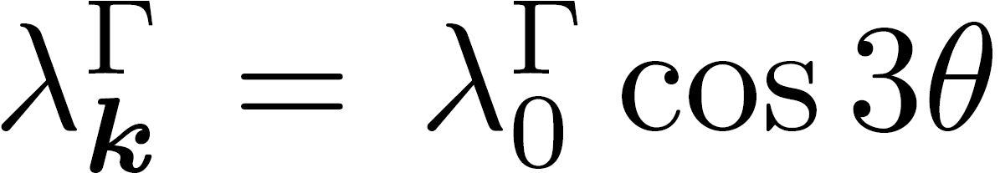 λ_𝒌^Γ = λ_0^Γ cos 3θ